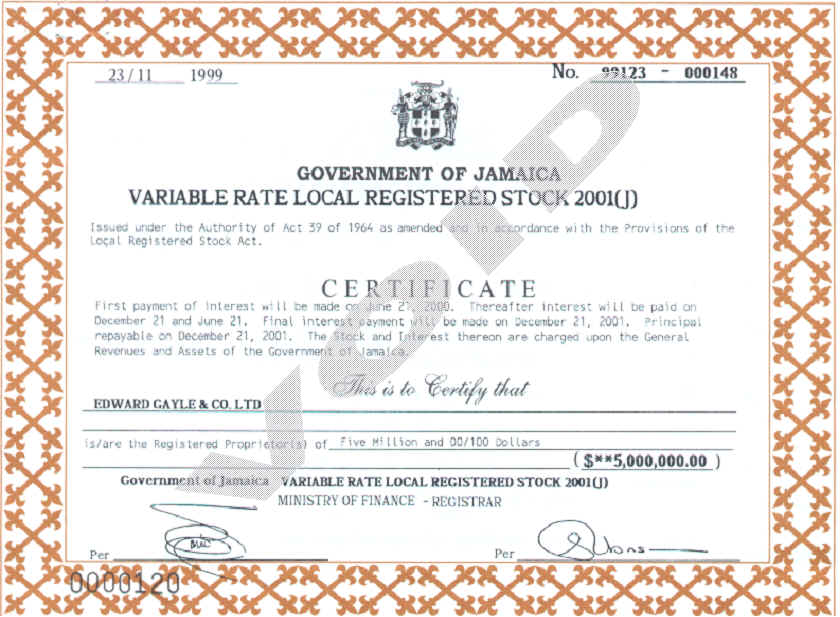 23/11 1999
No. 99123 - 000148
GOVERNMENT OF JAMAICA
VARIABLE RATE LOCAL REGISTERED STOCK 2001(J)
Issued under the Authority of Act 39 of 1964 as amended and in accordance with the Provisions of the
Local Registered Stock Act.
CERTIFICATE
First payment of interest will be made on June 21, 2000. Thereafter interest will be paid on
December 21 and June 21. Final interest payment will be made on December 21, 2001. Principal
repayable on December 21, 2001. The Stock and Interest thereon are charged upon the General
Revenues and Assets of the Government of Jamaica.
This is to Certify that
EDWARD GAYLE & CO. LTD
is/are the Registered Proprietor(s) of Five Million and 00/100 Dollars
( $**5,000,000.00 )
Government of Jamaica VARIABLE RATE LOCAL REGISTERED STOCK 2001(J)
MINISTRY OF FINANCE - REGISTRAR
Per
Per
0000120
VOID